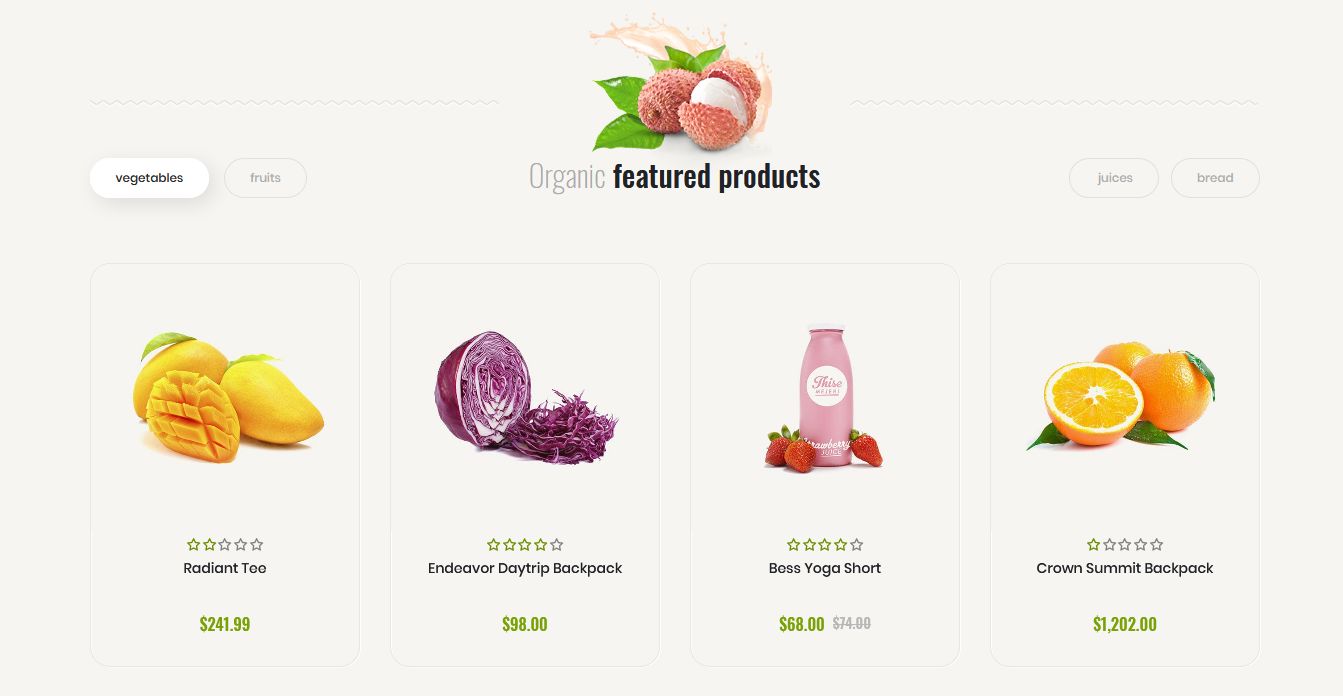 vegetables
fruits
Organic featured products
juices
bread
Thise
MEJERI
Strawberry
JUICE
Radiant Tee
$241.99
Endeavor Daytrip Backpack
$98.00
Bess Yoga Short
$68.00 $74.00
Crown Summit Backpack
$1,202.00